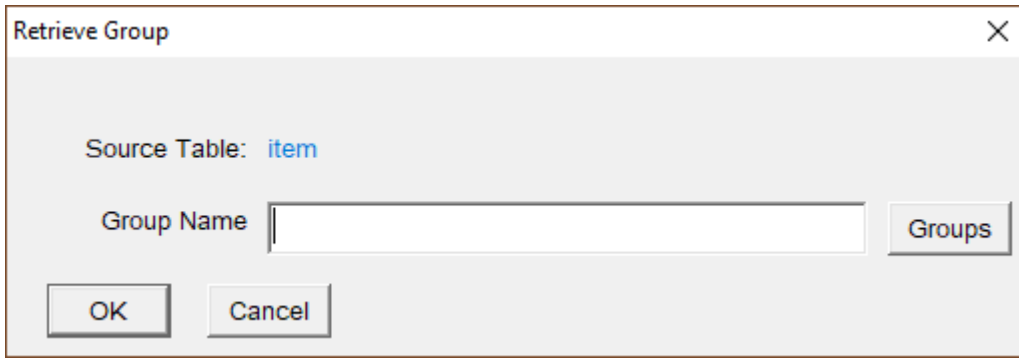 Retrieve Group
Source Table: item
Group Name
Groups
OK
Cancel